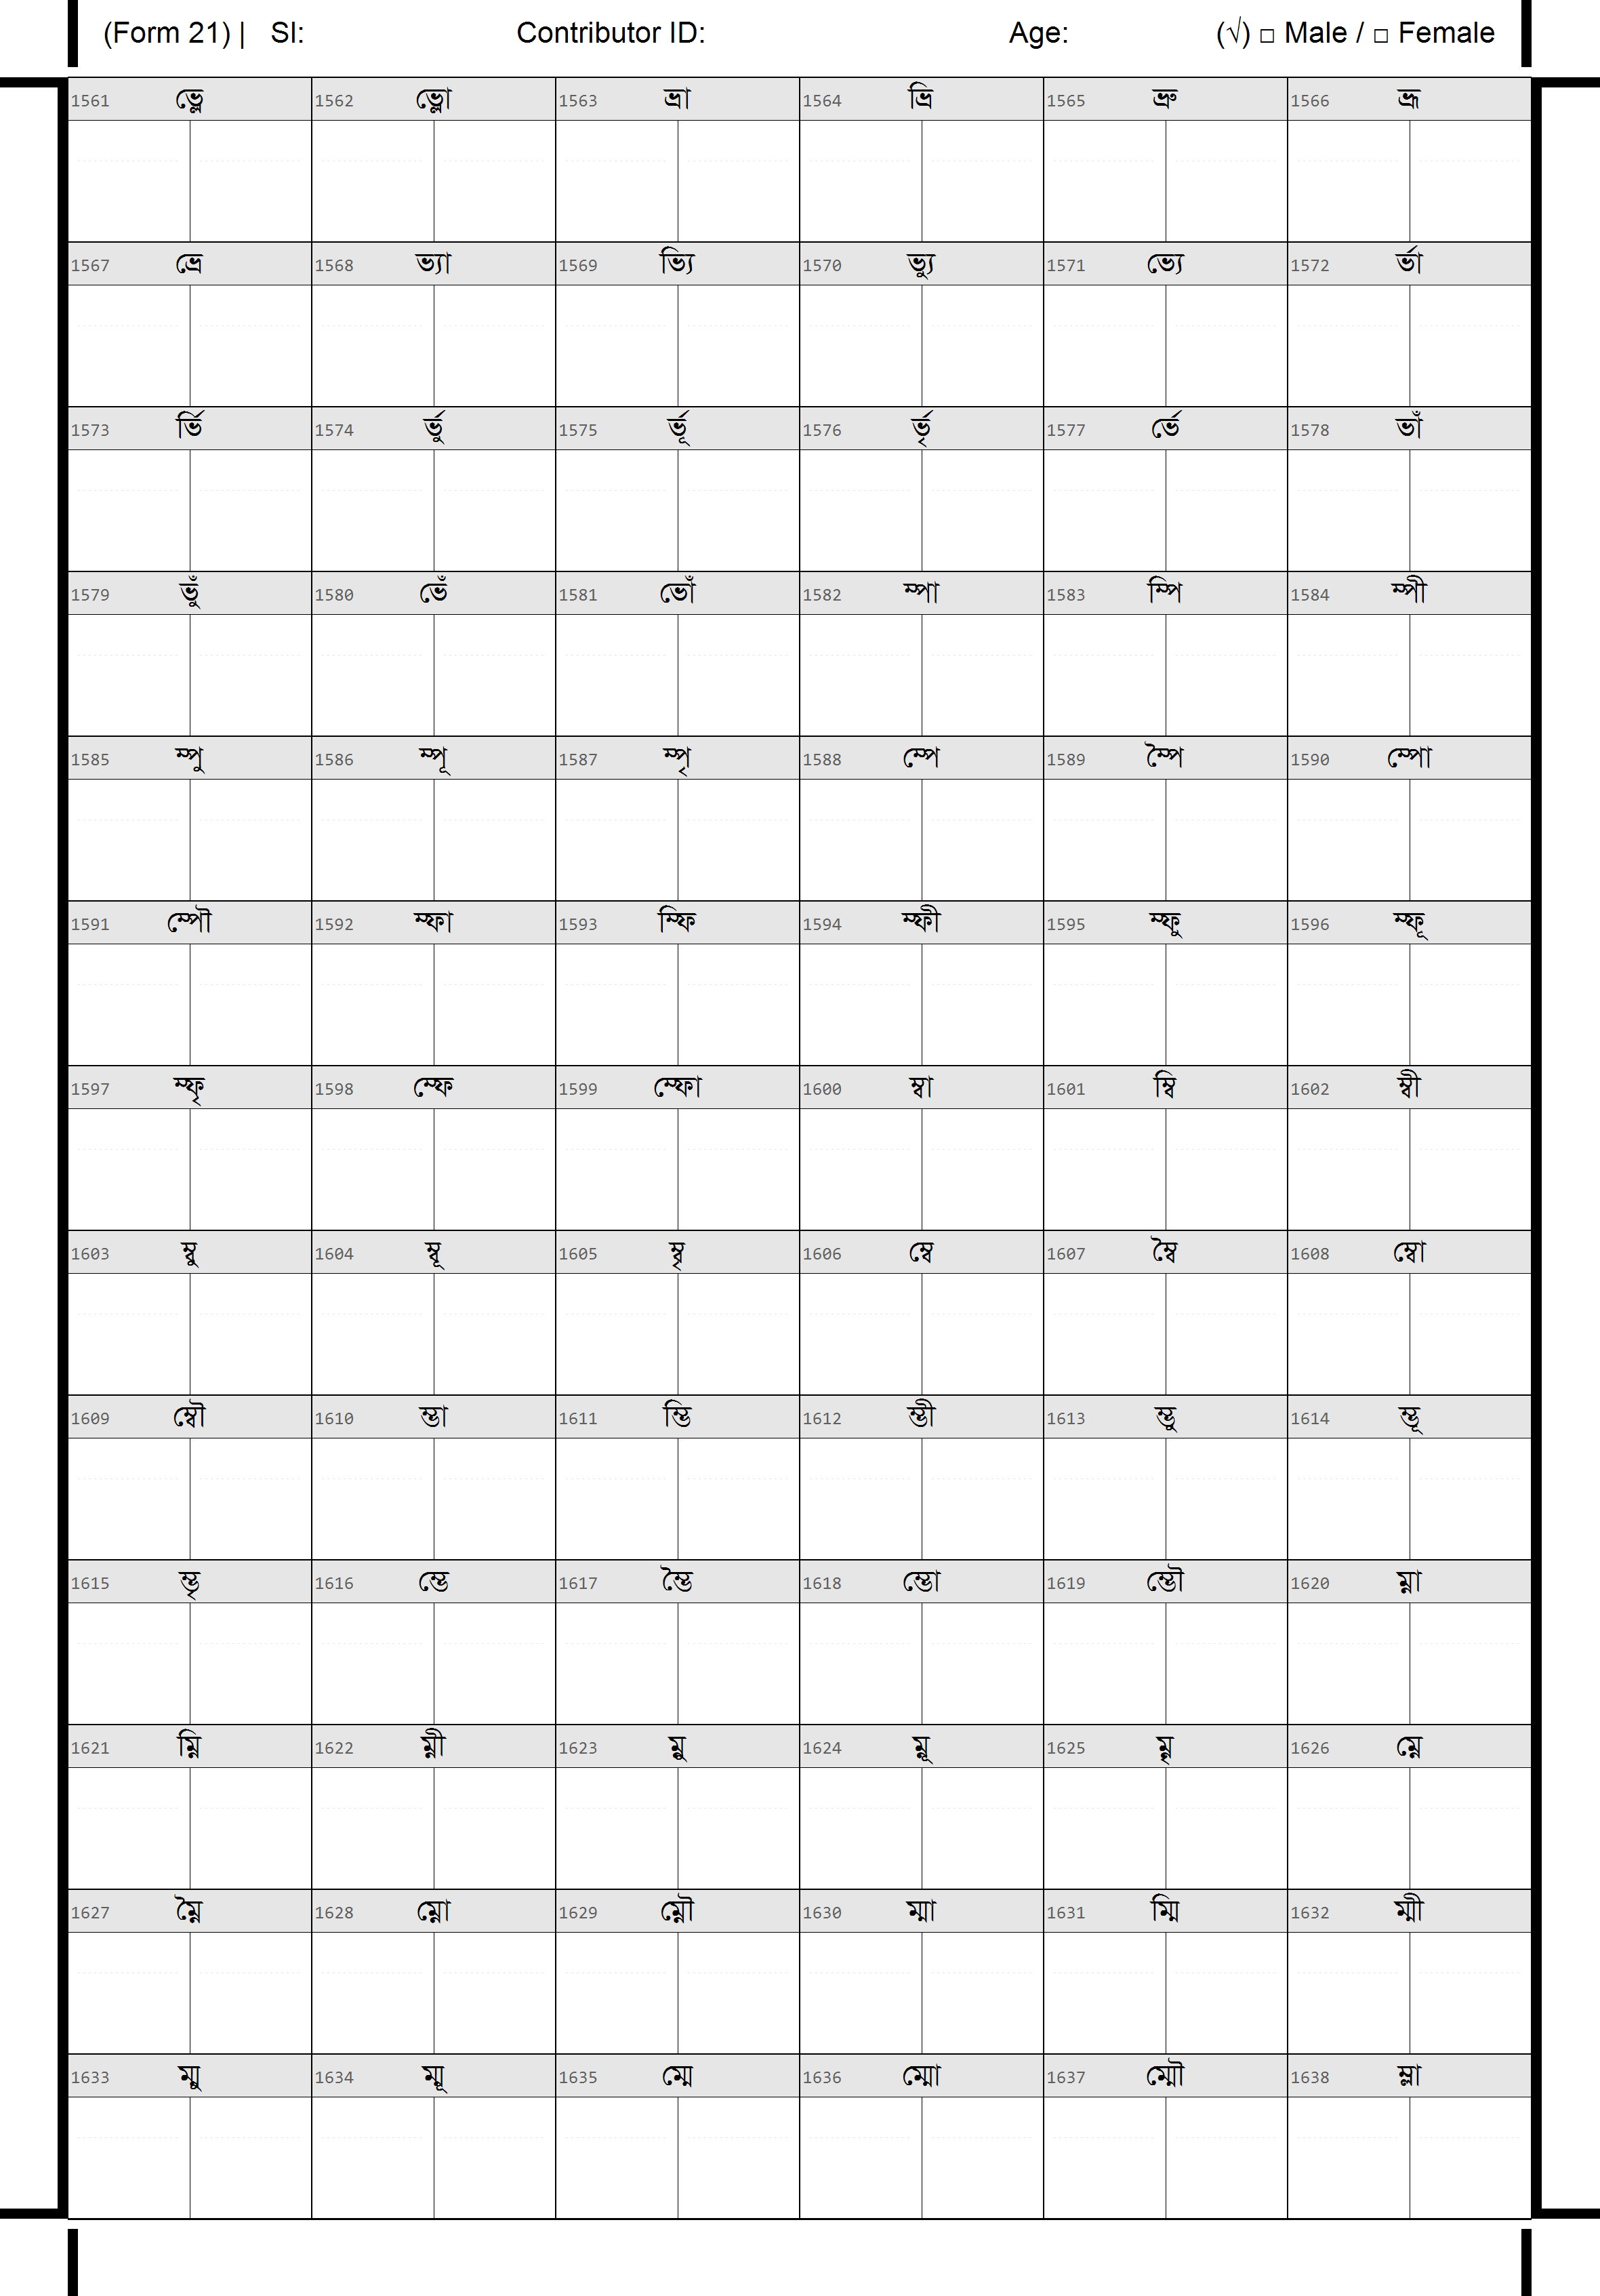 (Form 21) | Sl: Contributor ID: Age: (√) □ Male / □ Female
1561 ভ্লে 1562 ভ্লো 1563 ভ্রা 1564 ভ্রি 1565 ভ্রু 1566 ভ্রূ
1567 ভ্রে 1568 ভ্যা 1569 ভ্যি 1570 ভ্যু 1571 ভ্যে 1572 র্ভা
1573 র্ভি 1574 র্ভু 1575 র্ভূ 1576 র্ভৃ 1577 র্ভে 1578 ভাঁ
1579 ভুঁ 1580 ভেঁ 1581 ভোঁ 1582 ম্পা 1583 ম্পি 1584 ম্পী
1585 ম্পু 1586 ম্পূ 1587 ম্পৃ 1588 ম্পে 1589 ম্পৈ 1590 ম্পো
1591 ম্পৌ 1592 ম্ফা 1593 ম্ফি 1594 ম্ফী 1595 ম্ফু 1596 ম্ফূ
1597 ম্ফৃ 1598 ম্ফে 1599 ম্ফো 1600 ম্বা 1601 ম্বি 1602 ম্বী
1603 ম্বু 1604 ম্বূ 1605 ম্বৃ 1606 ম্বে 1607 ম্বৈ 1608 ম্বো
1609 ম্বৌ 1610 ম্ভা 1611 ম্ভি 1612 ম্ভী 1613 ম্ভু 1614 ম্ভূ
1615 ম্ভৃ 1616 ম্ভে 1617 ম্ভৈ 1618 ম্ভো 1619 ম্ভৌ 1620 ম্না
1621 ম্নি 1622 ম্নী 1623 ম্নু 1624 ম্নূ 1625 ম্নৃ 1626 ম্নে
1627 ম্নৈ 1628 ম্নো 1629 ম্নৌ 1630 ম্মা 1631 ম্মি 1632 ম্মী
1633 ম্মু 1634 ম্মূ 1635 ম্মে 1636 ম্মো 1637 ম্মৌ 1638 ম্লা